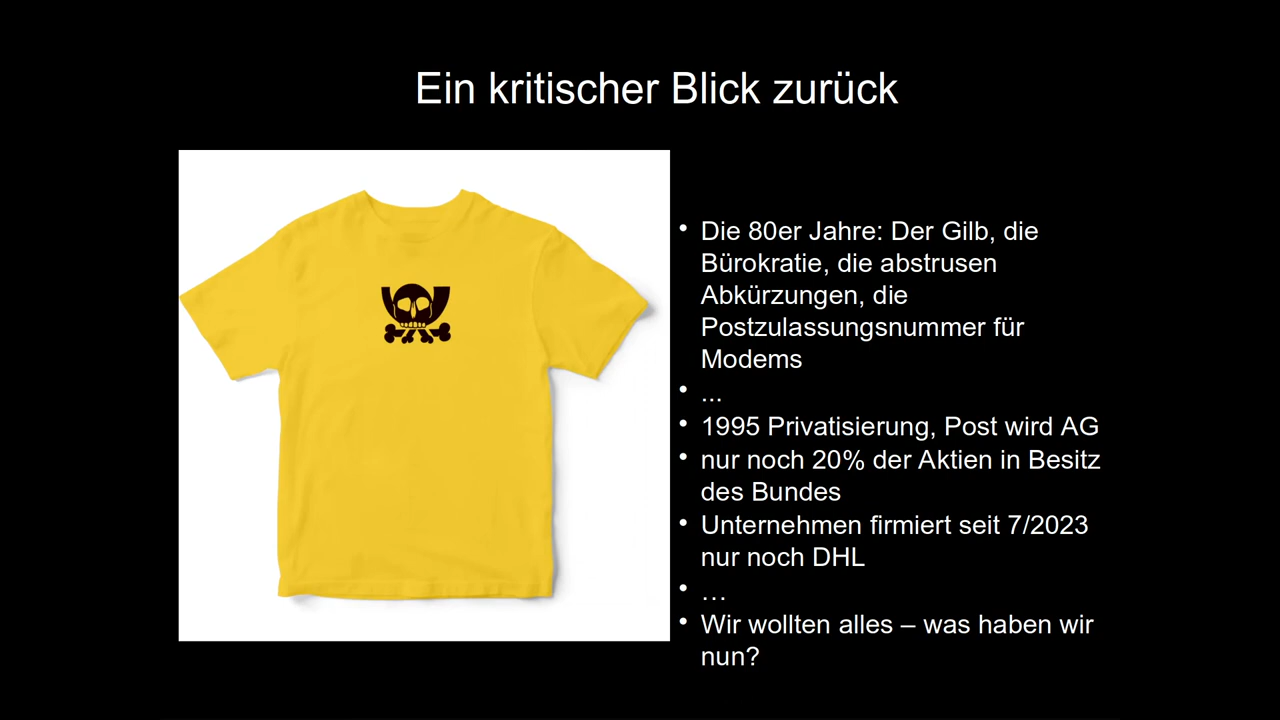 Ein kritischer Blick zurück
• Die 80er Jahre: Der Gilb, die
Bürokratie, die abstrusen
Abkürzungen, die
Postzulassungsnummer für
Modems
• ...
• 1995 Privatisierung, Post wird AG
• nur noch 20% der Aktien in Besitz
des Bundes
• Unternehmen firmiert seit 7/2023
nur noch DHL
• …
• Wir wollten alles – was haben wir
nun?